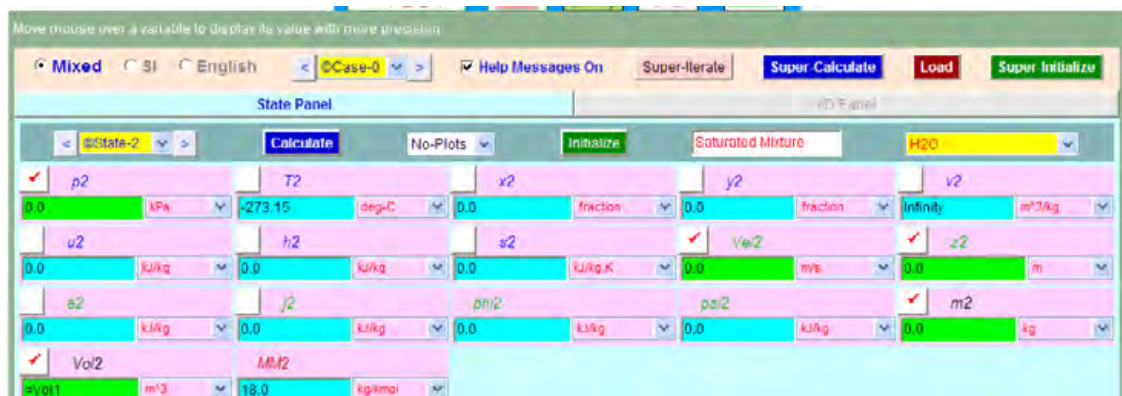 Move mouse over a variable to display its value with more precision
Mixed SI English < ©Case-0 > Help Messages On Super-Iterate Super-Calculate Load Super-Initialize
State Panel I/O Panel
< ©State-2 > Calculate No-Plots Initialize Saturated Mixture H2O
p2 T2 x2 y2 v2
0.0 kPa -273.15 deg-C 0.0 fraction 0.0 fraction Infinity m^3/kg
u2 h2 s2 Vel2 z2
0.0 kJ/kg 0.0 kJ/kg 0.0 kJ/kg.K 0.0 m/s 0.0 m
e2 j2 phi2 psi2 m2
0.0 kJ/kg 0.0 kJ/kg 0.0 kJ/kg 0.0 kJ/kg 0.0 kg
Vol2 MM2
=Vol1 m^3 18.0 kg/kmol